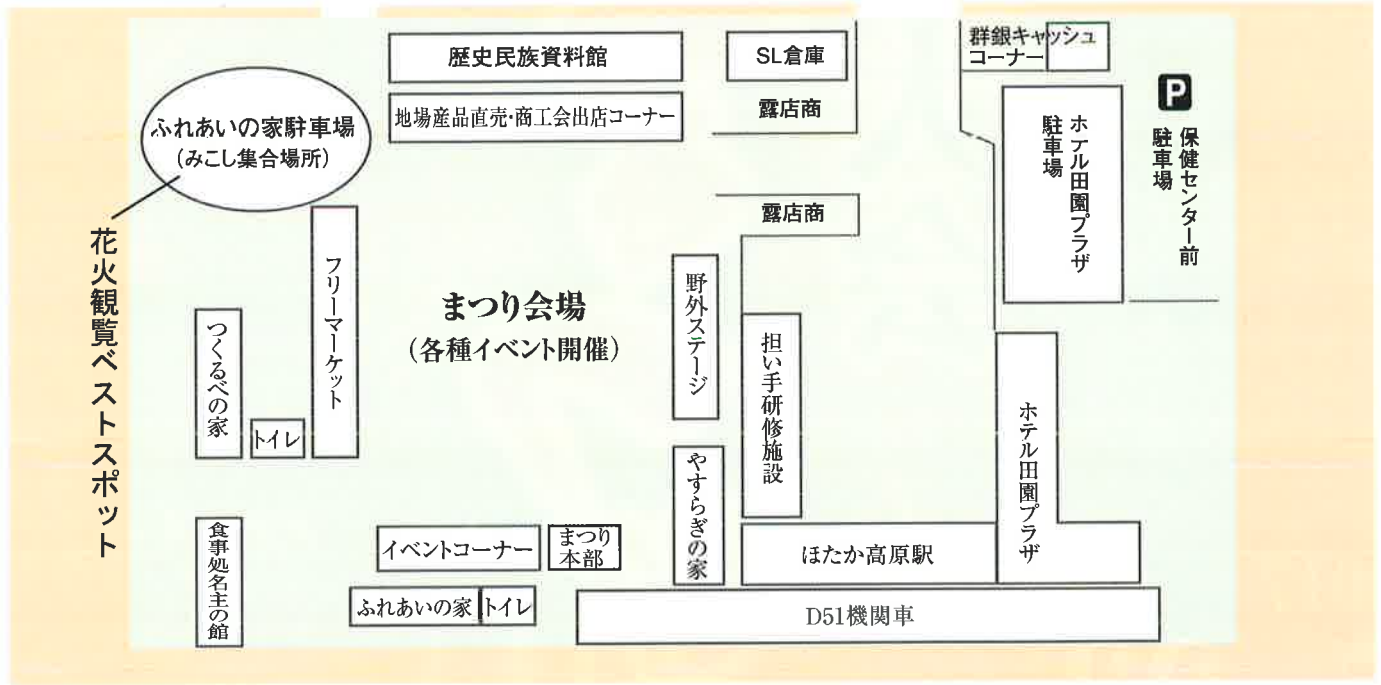 歴史民族資料館
SL倉庫
群銀キャッシュ
コーナー
P
保健センター前
駐車場
ホテル田園プラザ
駐車場
地場産品直売・商工会出店コーナー
露店商
ふれあいの家駐車場
(みこし集合場所)
花火観覧ベストスポット
露店商
フリーマーケット
まつり会場
(各種イベント開催)
野外ステージ
担い手研修施設
つくるべの家
トイレ
やすらぎの家
ホテル田園プラザ
食事処名主の館
イベントコーナー
まつり
本部
ほたか高原駅
ふれあいの家
トイレ
D51機関車